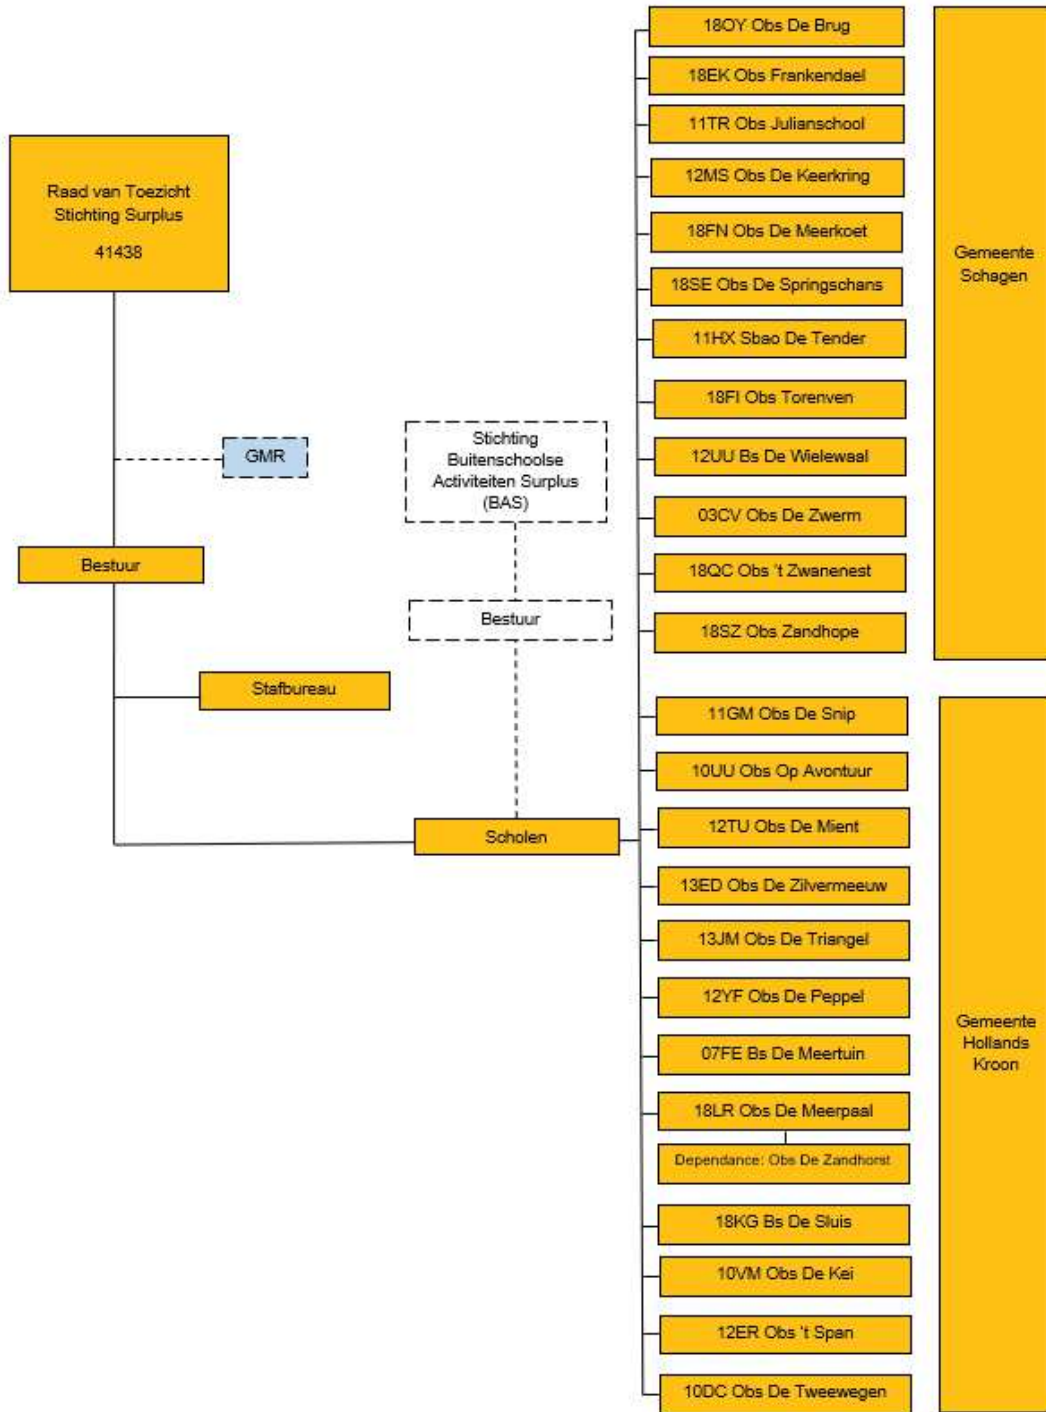 Raad van Toezicht
Stichting Surplus
41438
GMR
Bestuur
Stafbureau
Stichting
Buitenschoolse
Activiteiten Surplus
(BAS)
Bestuur
Scholen
18OY Obs De Brug
18EK Obs Frankendael
11TR Obs Julianschool
12MS Obs De Keerkring
18FN Obs De Meerkoet
18SE Obs De Springschans
11HX Sbao De Tender
18FI Obs Torenven
12UU Bs De Wielewaal
03CV Obs De Zwerm
18QC Obs 't Zwanenest
18SZ Obs Zandhope
Gemeente
Schagen
11GM Obs De Snip
10UU Obs Op Avontuur
12TU Obs De Mient
13ED Obs De Zilvermeeuw
13JM Obs De Triangel
12YF Obs De Peppel
07FE Bs De Meertuin
18LR Obs De Meerpaal
Dependance: Obs De Zandhorst
18KG Bs De Sluis
10VM Obs De Kei
12ER Obs 't Span
10DC Obs De Tweewegen
Gemeente
Hollands
Kroon